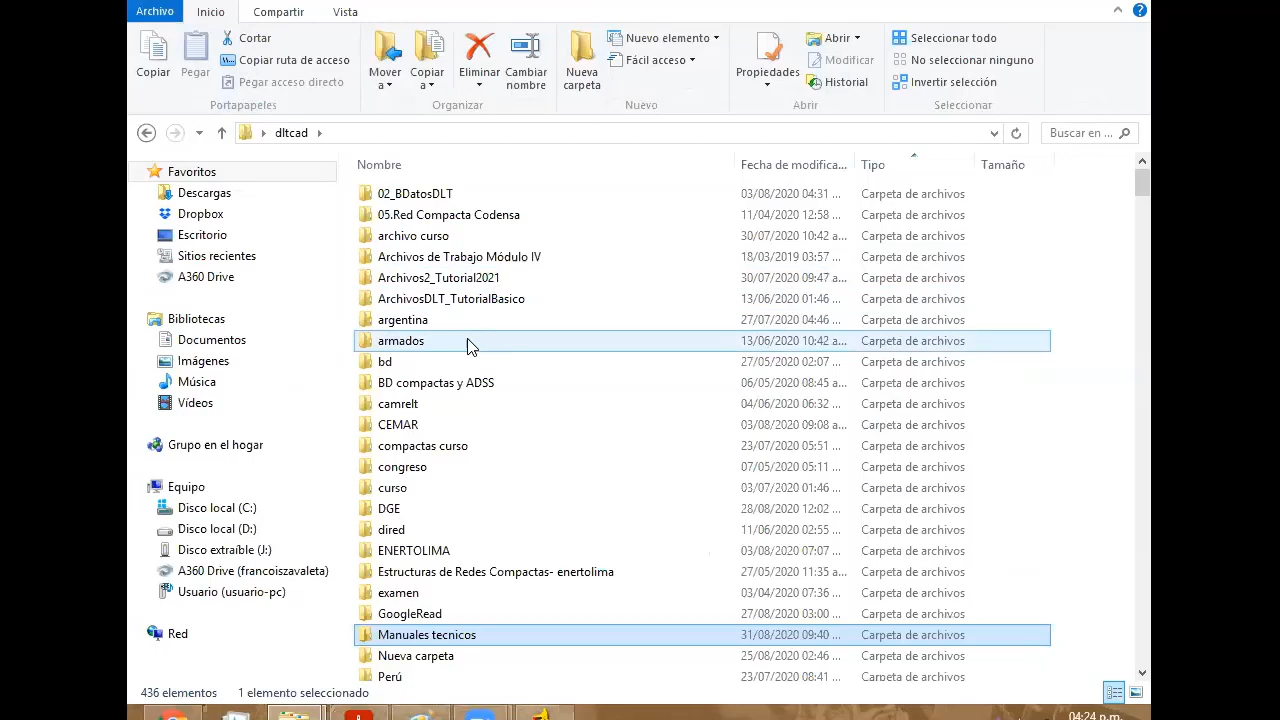 Archivo Inicio Compartir Vista
Copiar
Pegar
Cortar
Copiar ruta de acceso
Pegar acceso directo
Portapapeles
Mover a
Copiar a
Eliminar
Cambiar nombre
Organizar
Nueva carpeta
Nuevo elemento
Fácil acceso
Nuevo
Propiedades
Abrir
Modificar
Historial
Abrir
Seleccionar todo
No seleccionar ninguno
Invertir selección
Seleccionar
dltcad
Buscar en ...
Favoritos
Descargas
Dropbox
Escritorio
Sitios recientes
A360 Drive
Bibliotecas
Documentos
Imágenes
Música
Vídeos
Grupo en el hogar
Equipo
Disco local (C:)
Disco local (D:)
Disco extraíble (J:)
A360 Drive (francoiszavaleta)
Usuario (usuario-pc)
Red
Nombre Fecha de modifica... Tipo Tamaño
02_BDatosDLT 03/08/2020 04:31 ... Carpeta de archivos
05.Red Compacta Codensa 11/04/2020 12:58 ... Carpeta de archivos
archivo curso 30/07/2020 10:42 a... Carpeta de archivos
Archivos de Trabajo Módulo IV 18/03/2019 03:57 ... Carpeta de archivos
Archivos2_Tutorial2021 30/07/2020 09:47 a... Carpeta de archivos
ArchivosDLT_TutorialBasico 13/06/2020 01:46 ... Carpeta de archivos
argentina 27/07/2020 04:46 ... Carpeta de archivos
armados 13/06/2020 10:42 a... Carpeta de archivos
bd 27/05/2020 02:07 ... Carpeta de archivos
BD compactas y ADSS 06/05/2020 08:45 a... Carpeta de archivos
camrelt 04/06/2020 06:32 ... Carpeta de archivos
CEMAR 03/08/2020 09:08 a... Carpeta de archivos
compactas curso 23/07/2020 05:51 ... Carpeta de archivos
congreso 07/05/2020 05:11 ... Carpeta de archivos
curso 03/07/2020 01:46 ... Carpeta de archivos
DGE 28/08/2020 12:02 ... Carpeta de archivos
dired 11/06/2020 02:55 ... Carpeta de archivos
ENERTOLIMA 03/08/2020 07:07 ... Carpeta de archivos
Estructuras de Redes Compactas- enertolima 27/05/2020 11:35 a... Carpeta de archivos
examen 03/04/2020 07:36 ... Carpeta de archivos
GoogleRead 27/08/2020 03:00 ... Carpeta de archivos
Manuales tecnicos 31/08/2020 09:40 ... Carpeta de archivos
Nueva carpeta 25/08/2020 02:46 ... Carpeta de archivos
Perú 23/07/2020 08:41 ... Carpeta de archivos
436 elementos 1 elemento seleccionado
04:24 p.m.